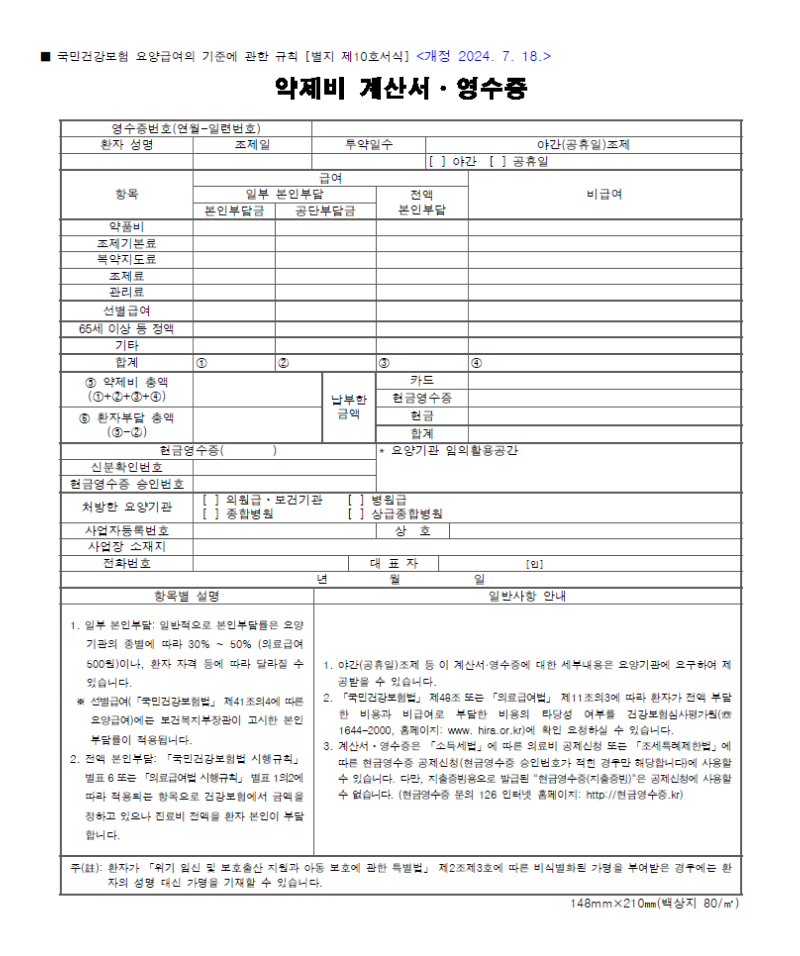 ■ 국민건강보험 요양급여의 기준에 관한 규칙 [별지 제10호서식] <개정 2024. 7. 18.>
약제비 계산서·영수증
영수증번호(연월-일련번호)
환자 성명 조제일 투약일수 야간(공휴일)조제
[ ] 야간 [ ] 공휴일
항목 급여 비급여
일부 본인부담 전액 본인부담
본인부담금 공단부담금
약품비
조제기본료
복약지도료
조제료
관리료
선별급여
65세 이상 등 정액
기타
합계 ① ② ③ ④
⑤ 약제비 총액
(①+②+③+④)
납부한
금액
카드
현금영수증
⑥ 환자부담 총액
(⑤-②)
현금
합계
현금영수증( ) * 요양기관 임의활용공간
신분확인번호
현금영수증 승인번호
처방한 요양기관
[ ] 의원급·보건기관 [ ] 병원급
[ ] 종합병원 [ ] 상급종합병원
사업자등록번호 상 호
사업장 소재지
전화번호 대 표 자 [인]
년 월 일
항목별 설명
1. 일부 본인부담: 일반적으로 본인부담률은 요양
기관의 종별에 따라 30% ~ 50% (의료급여
500원)이나, 환자 자격 등에 따라 달라질 수
있습니다.
※ 선별급여(「국민건강보험법」 제41조의4에 따른
요양급여)에는 보건복지부장관이 고시한 본인
부담률이 적용됩니다.
2. 전액 본인부담: 「국민건강보험법 시행규칙」
별표 6 또는 「의료급여법 시행규칙」 별표 1의2에
따라 적용되는 항목으로 건강보험에서 금액을
정하고 있으나 진료비 전액을 환자 본인이 부담
합니다.
일반사항 안내
1. 야간(공휴일)조제 등 이 계산서·영수증에 대한 세부내용은 요양기관에 요구하여 제
공받을 수 있습니다.
2. 「국민건강보험법」 제48조 또는 「의료급여법」 제11조의3에 따라 환자가 전액 부담
한 비용과 비급여로 부담한 비용의 타당성 여부를 건강보험심사평가원(☏
1644-2000, 홈페이지: www. hira.or.kr)에 확인 요청하실 수 있습니다.
3. 계산서·영수증은 「소득세법」에 따른 의료비 공제신청 또는 「조세특례제한법」에
따른 현금영수증 공제신청(현금영수증 승인번호가 적힌 경우만 해당합니다)에 사용할
수 있습니다. 다만, 지출증빙용으로 발급된 "현금영수증(지출증빙)"은 공제신청에 사용할
수 없습니다. (현금영수증 문의 126 인터넷 홈페이지: http://현금영수증.kr)
주(註): 환자가 「위기 임신 및 보호출산 지원과 아동 보호에 관한 특별법」 제2조제3호에 따른 비식별화된 가명을 부여받은 경우에는 환
자의 성명 대신 가명을 기재할 수 있습니다.
148mm×210㎜(백상지 80/㎡)